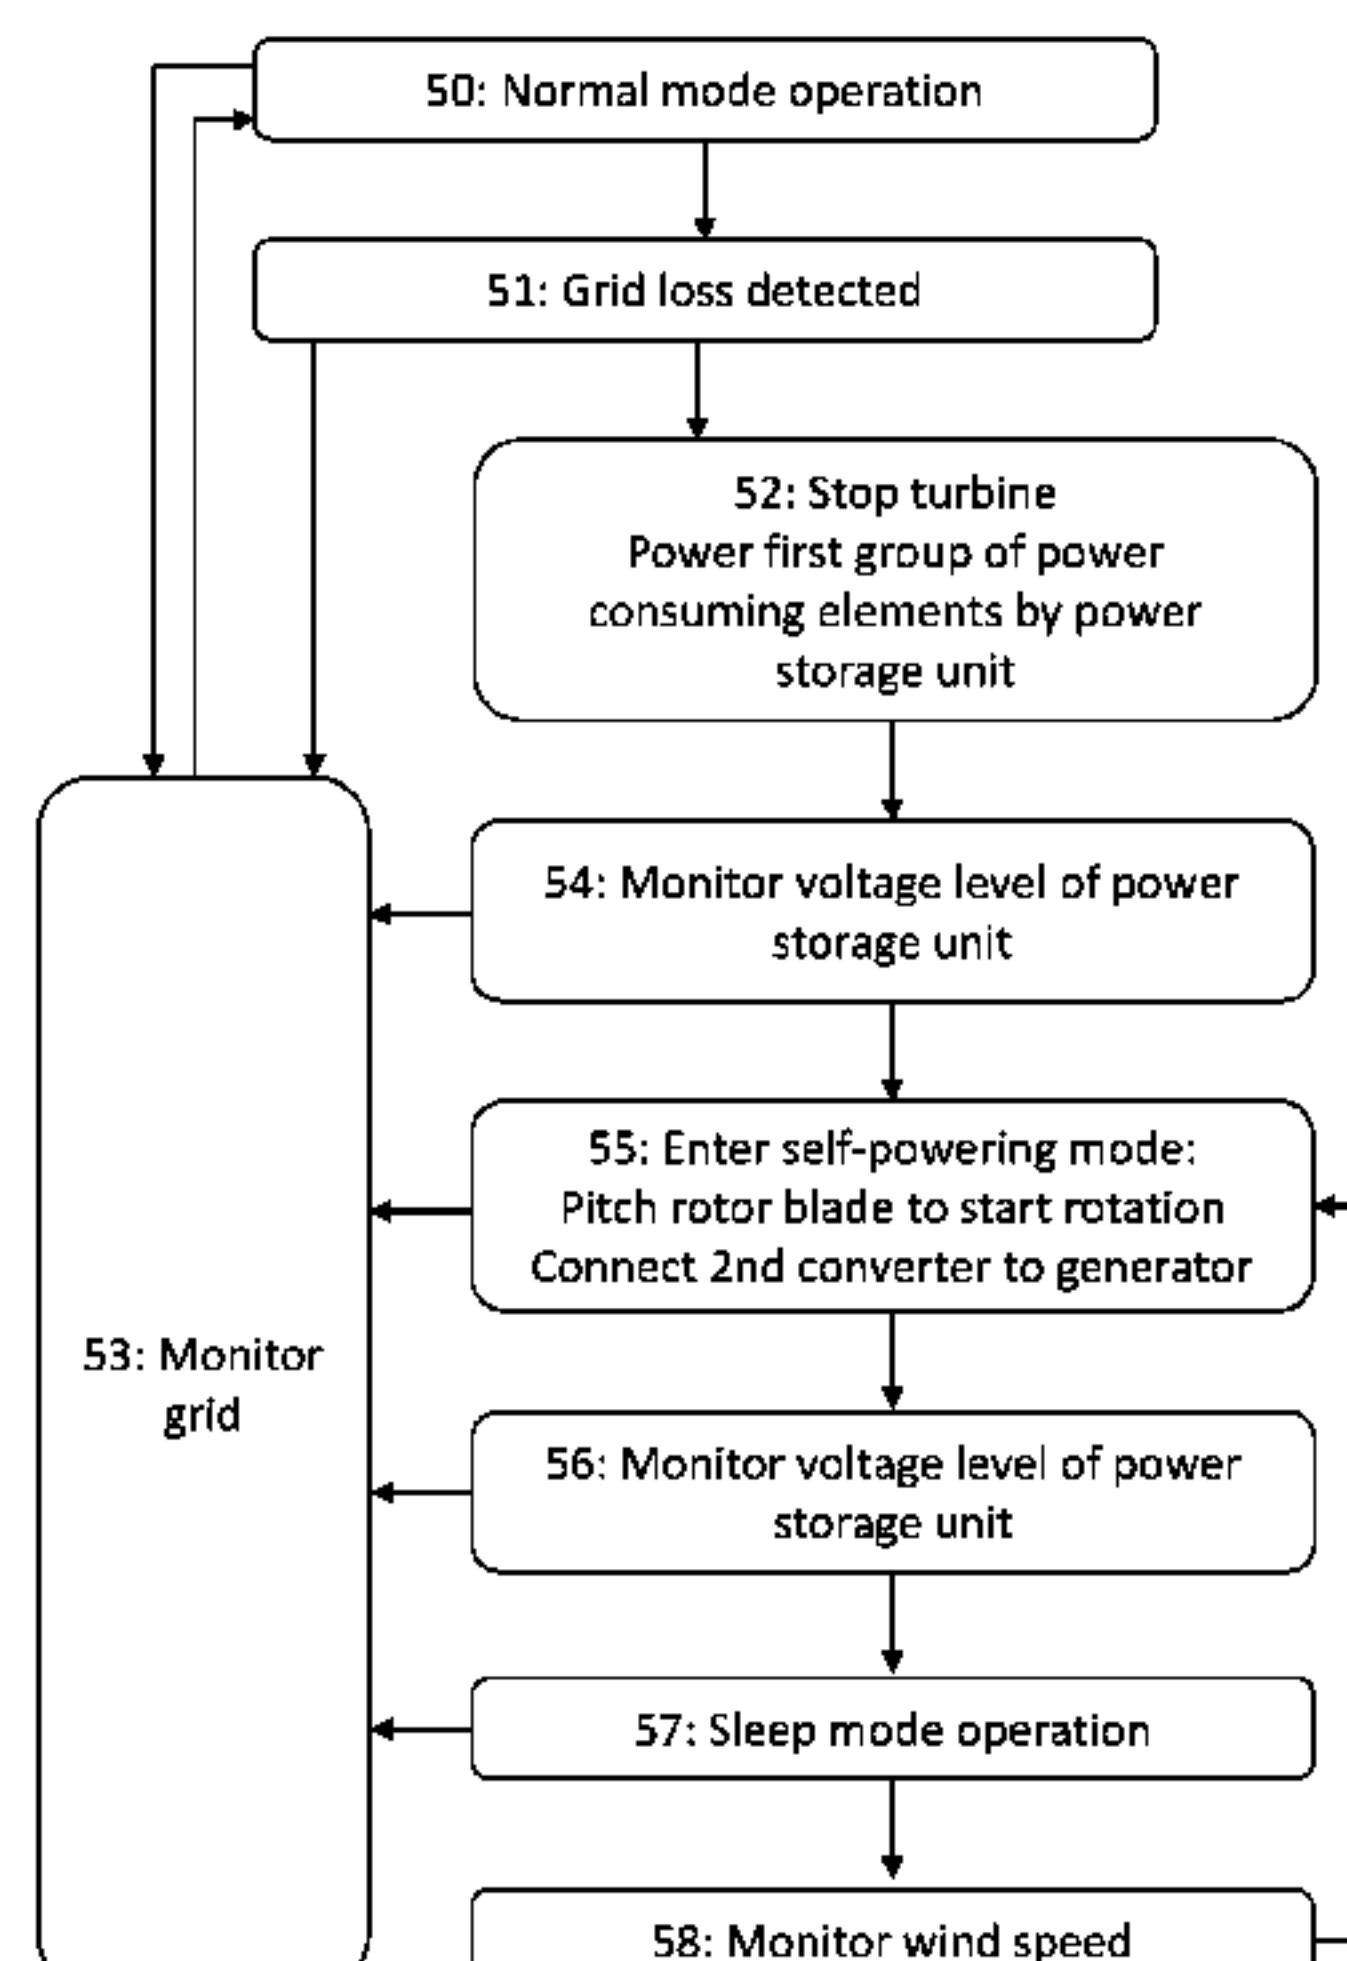 50: Normal mode operation
51: Grid loss detected
52: Stop turbine
Power first group of power
consuming elements by power
storage unit
54: Monitor voltage level of power
storage unit
55: Enter self-powering mode:
Pitch rotor blade to start rotation
Connect 2nd converter to generator
53: Monitor
grid
56: Monitor voltage level of power
storage unit
57: Sleep mode operation
58: Monitor wind speed